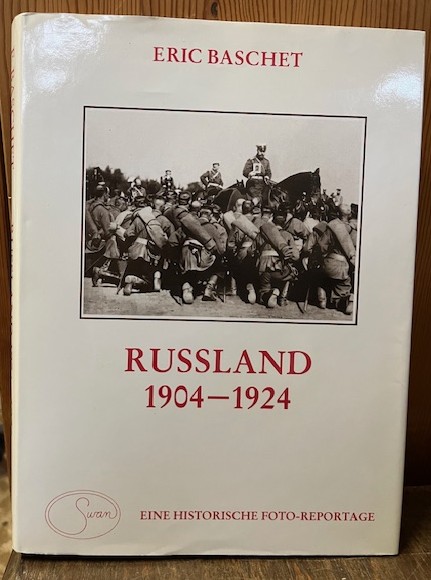 ERIC BASCHET
RUSSLAND
1904—1924
Swan
EINE HISTORISCHE FOTO-REPORTAGE